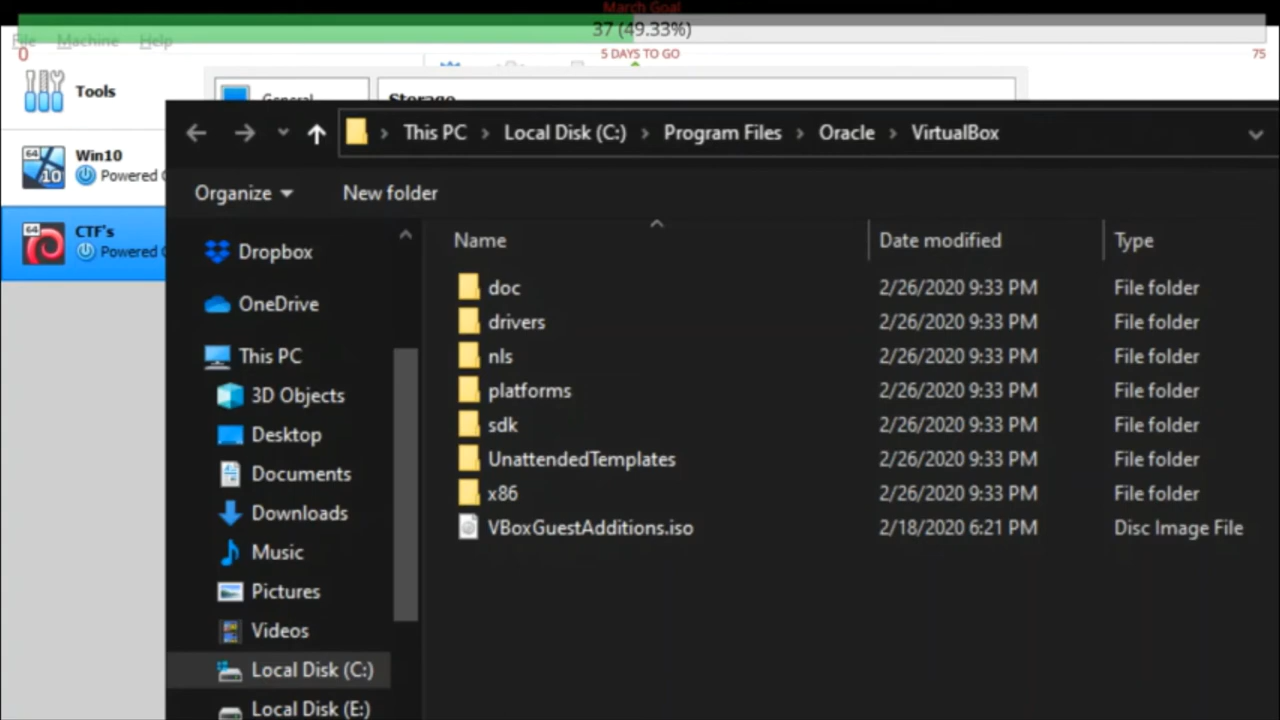 March Goal
37 (49.33%)
File Machine Help
0
5 DAYS TO GO
75
Tools
General
Storage
Win10
Powered
CTF's
Powered
This PC Local Disk (C:) Program Files Oracle VirtualBox
Organize New folder
Dropbox
OneDrive
This PC
3D Objects
Desktop
Documents
Downloads
Music
Pictures
Videos
Local Disk (C:)
Local Disk (E:)
Name Date modified Type
doc 2/26/2020 9:33 PM File folder
drivers 2/26/2020 9:33 PM File folder
nls 2/26/2020 9:33 PM File folder
platforms 2/26/2020 9:33 PM File folder
sdk 2/26/2020 9:33 PM File folder
UnattendedTemplates 2/26/2020 9:33 PM File folder
x86 2/26/2020 9:33 PM File folder
VBoxGuestAdditions.iso 2/18/2020 6:21 PM Disc Image File